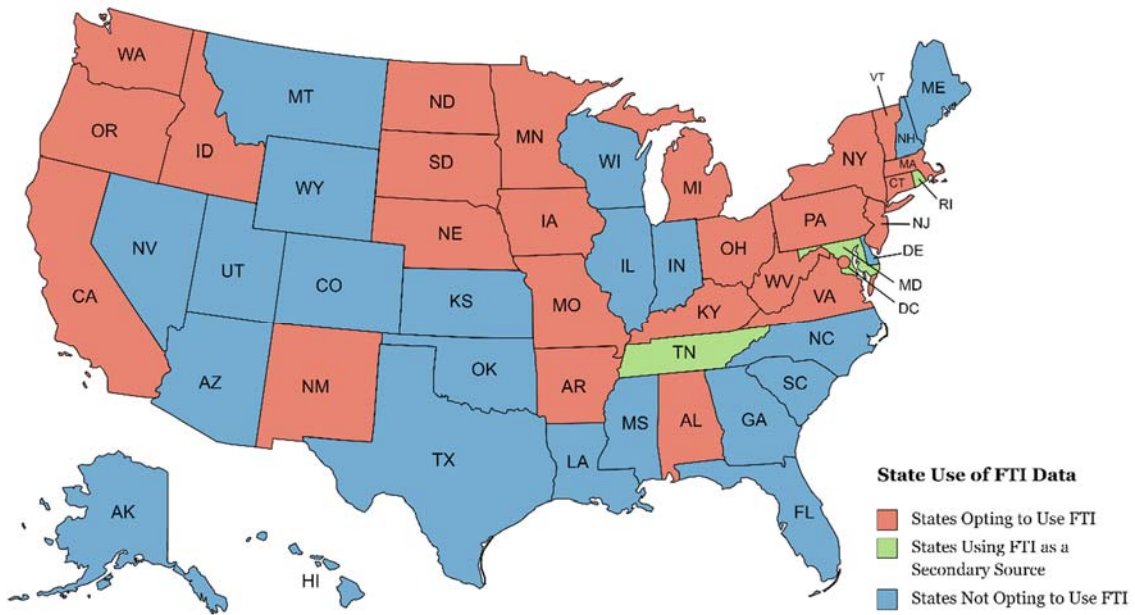 WA
MT
ND
MN
VT
ME
OR
ID
SD
WI
NH
NY
MA
WY
MI
CT
RI
NE
IA
PA
NJ
NV
UT
CO
IL
IN
OH
DE
CA
KS
MO
WV
VA
MD
KY
DC
AZ
NM
OK
AR
TN
NC
SC
TX
LA
MS
AL
GA
FL
AK
HI
State Use of FTI Data
States Opting to Use FTI
States Using FTI as a
Secondary Source
States Not Opting to Use FTI